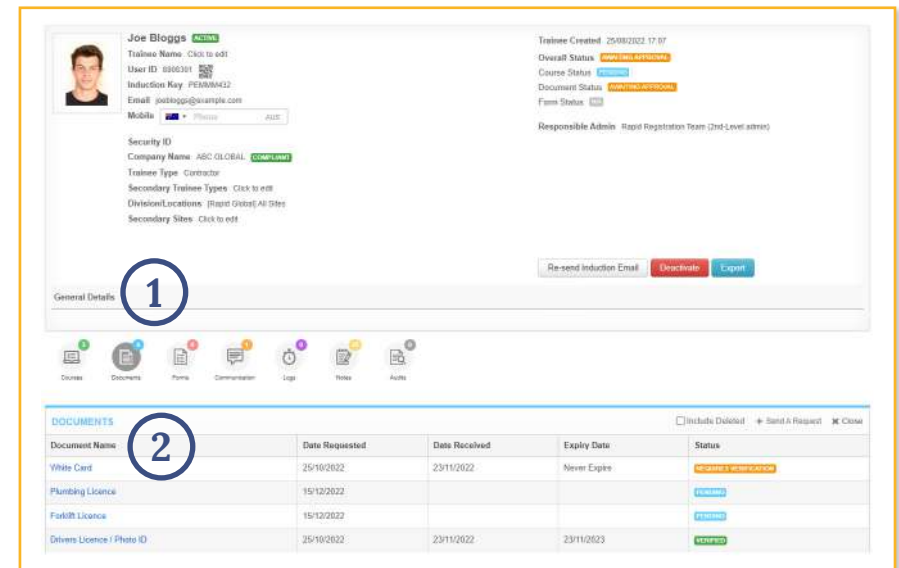 Joe Bloggs ACTIVE
Trainee Name Click to edit
User ID
Induction Key PEMMM432
Email joebloggs@example.com
Mobile Phone AUS
Security ID
Company Name ABC GLOBAL COMPLIANT
Trainee Type Contractor
Secondary Trainee Types Click to edit
Division/Locations [Rapid Global] All Sites
Secondary Sites Click to edit
Trainee Created 25/08/2022 17:07
Overall Status AWAITING APPROVAL
Course Status PENDING
Document Status AWAITING APPROVAL
Form Status N/A
Responsible Admin Rapid Registration Team (2nd-Level admin)
Re-send Induction Email Deactivate Export
General Details
1
Courses Documents Forms Communication Logs Notes Audits
DOCUMENTS Include Deleted + Send A Request Close
2
Document Name Date Requested Date Received Expiry Date Status
White Card 25/10/2022 23/11/2022 Never Expire REQUIRES VERIFICATION
Plumbing Licence 15/12/2022 PENDING
Forklift Licence 15/12/2022 PENDING
Drivers Licence / Photo ID 25/10/2022 23/11/2022 23/11/2023 VERIFIED